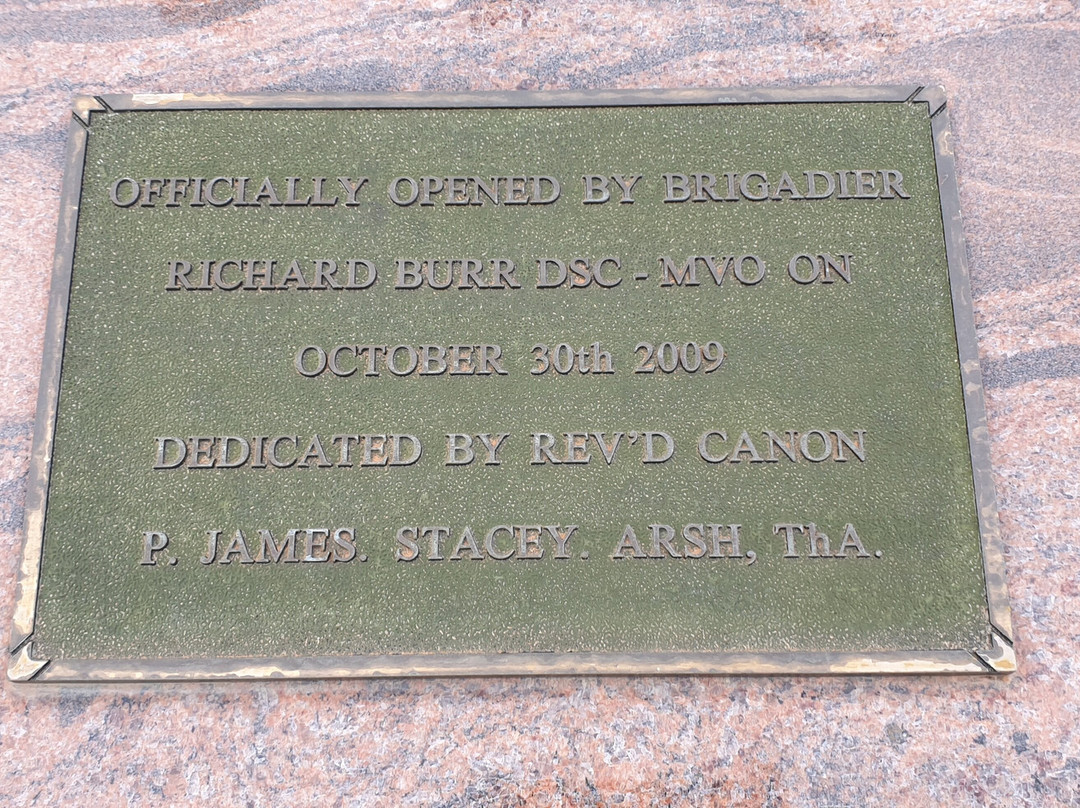 OFFICIALLY OPENED BY BRIGADIER
RICHARD BURR DSC - MVO ON
OCTOBER 30th 2009
DEDICATED BY REV'D CANON
P. JAMES. STACEY. ARSH, ThA.